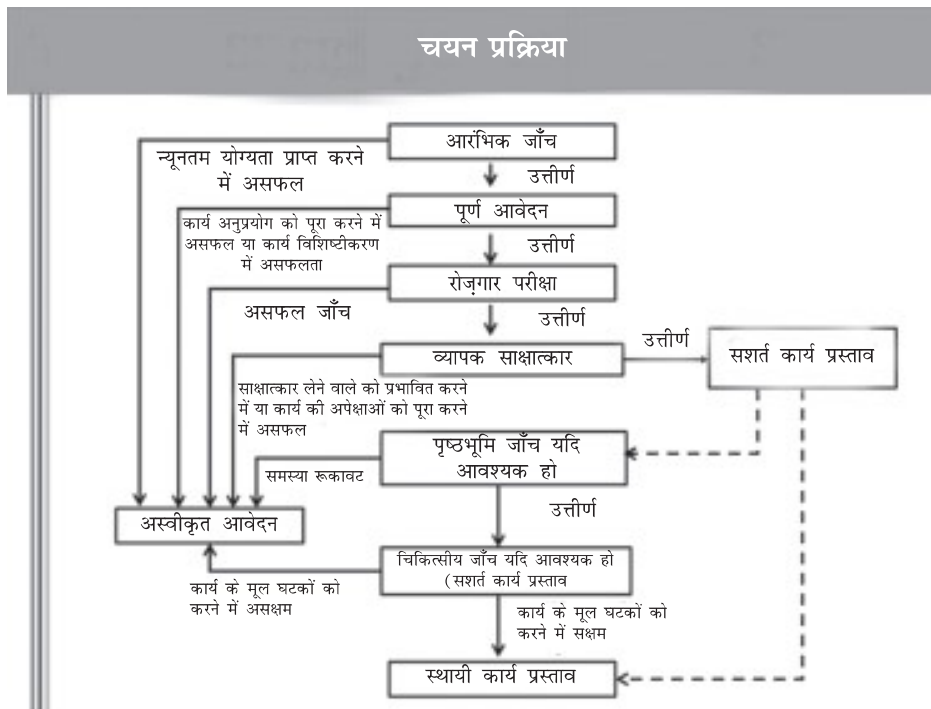 चयन प्रक्रिया
आरंभिक जाँच
न्यूनतम योग्यता प्राप्त करने
में असफल
उत्तीर्ण
पूर्ण आवेदन
कार्य अनुप्रयोग को पूरा करने में
असफल या कार्य विशिष्टीकरण
में असफलता
उत्तीर्ण
रोज़गार परीक्षा
असफल जाँच
उत्तीर्ण
व्यापक साक्षात्कार
उत्तीर्ण
सशर्त कार्य प्रस्ताव
साक्षात्कार लेने वाले को प्रभावित करने
में या कार्य की अपेक्षाओं को पूरा करने
में असफल
पृष्ठभूमि जाँच यदि
आवश्यक हो
समस्या रूकावट
उत्तीर्ण
अस्वीकृत आवेदन
चिकित्सीय जाँच यदि आवश्यक हो
(सशर्त कार्य प्रस्ताव
कार्य के मूल घटकों को
करने में असक्षम
कार्य के मूल घटकों को
करने में सक्षम
स्थायी कार्य प्रस्ताव